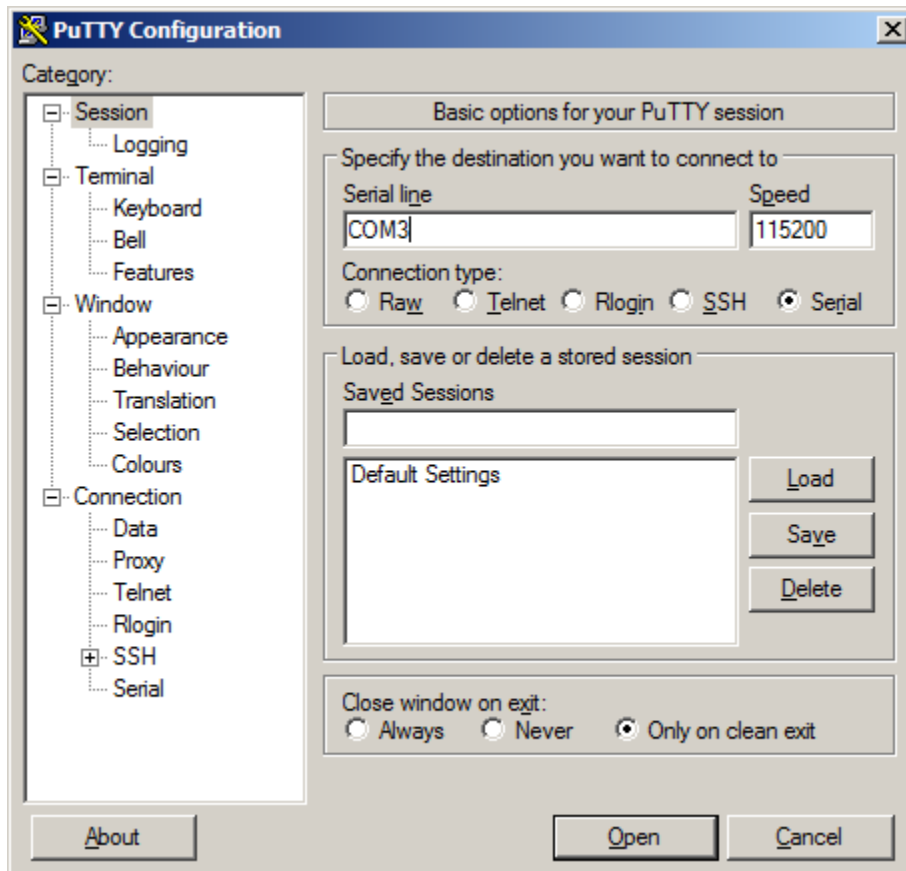 PuTTY Configuration
Category:
Session
Logging
Terminal
Keyboard
Bell
Features
Window
Appearance
Behaviour
Translation
Selection
Colours
Connection
Data
Proxy
Telnet
Rlogin
SSH
Serial
Basic options for your PuTTY session
Specify the destination you want to connect to
Serial line Speed
COM3 115200
Connection type:
Raw Telnet Rlogin SSH Serial
Load, save or delete a stored session
Saved Sessions
Default Settings
Load
Save
Delete
Close window on exit:
Always Never Only on clean exit
About Open Cancel